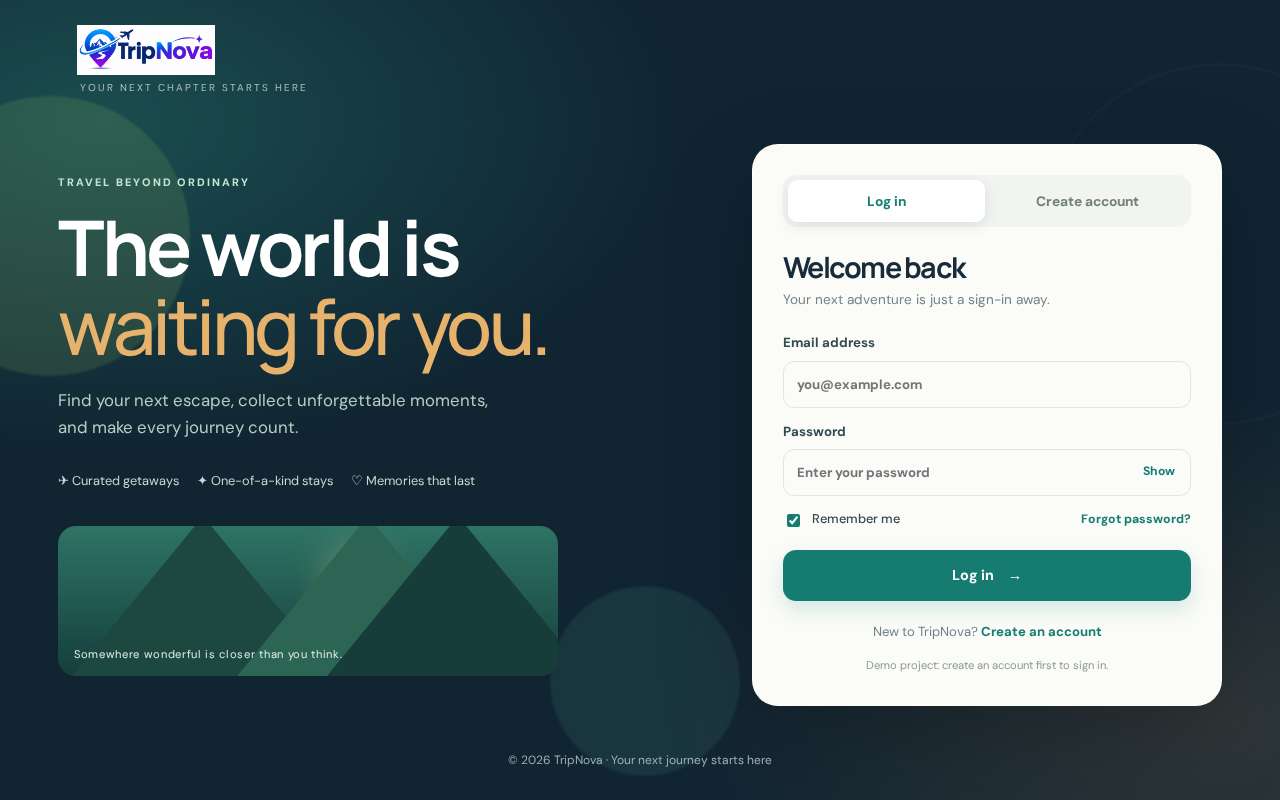 TripNova
YOUR NEXT CHAPTER STARTS HERE
TRAVEL BEYOND ORDINARY
The world is
waiting for you.
Find your next escape, collect unforgettable moments,
and make every journey count.
✈ Curated getaways ✦ One-of-a-kind stays ♡ Memories that last
Somewhere wonderful is closer than you think.
Log in Create account
Welcome back
Your next adventure is just a sign-in away.
Email address
you@example.com
Password
Enter your password Show
Remember me Forgot password?
Log in →
New to TripNova? Create an account
Demo project: create an account first to sign in.
© 2026 TripNova · Your next journey starts here